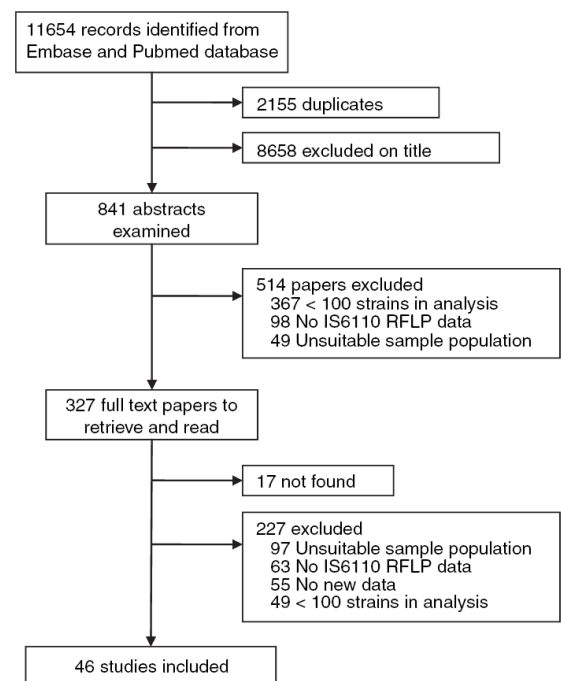 11654 records identified from
Embase and Pubmed database
2155 duplicates
8658 excluded on title
841 abstracts
examined
514 papers excluded
367 < 100 strains in analysis
98 No IS6110 RFLP data
49 Unsuitable sample population
327 full text papers to
retrieve and read
17 not found
227 excluded
97 Unsuitable sample population
63 No IS6110 RFLP data
55 No new data
49 < 100 strains in analysis
46 studies included